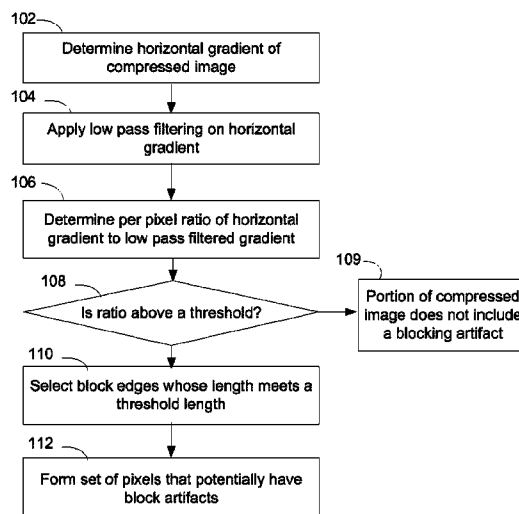 102
Determine horizontal gradient of
compressed image
104
Apply low pass filtering on horizontal
gradient
106
Determine per pixel ratio of horizontal
gradient to low pass filtered gradient
108
Is ratio above a threshold?
109
Portion of compressed
image does not include
a blocking artifact
110
Select block edges whose length meets a
threshold length
112
Form set of pixels that potentially have
block artifacts